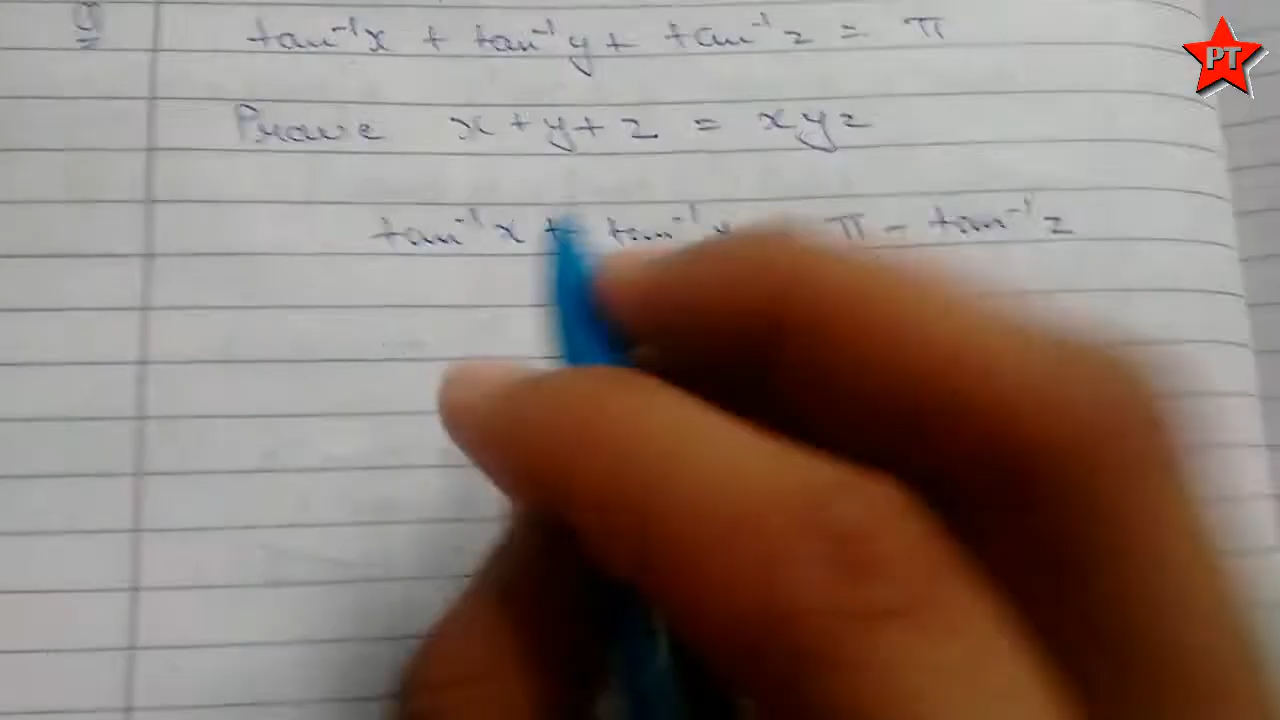 Q tan⁻¹x + tan⁻¹y + tan⁻¹z = π
PT
Prove x + y + z = xyz
tan⁻¹x + tan⁻¹ π - tan⁻¹z